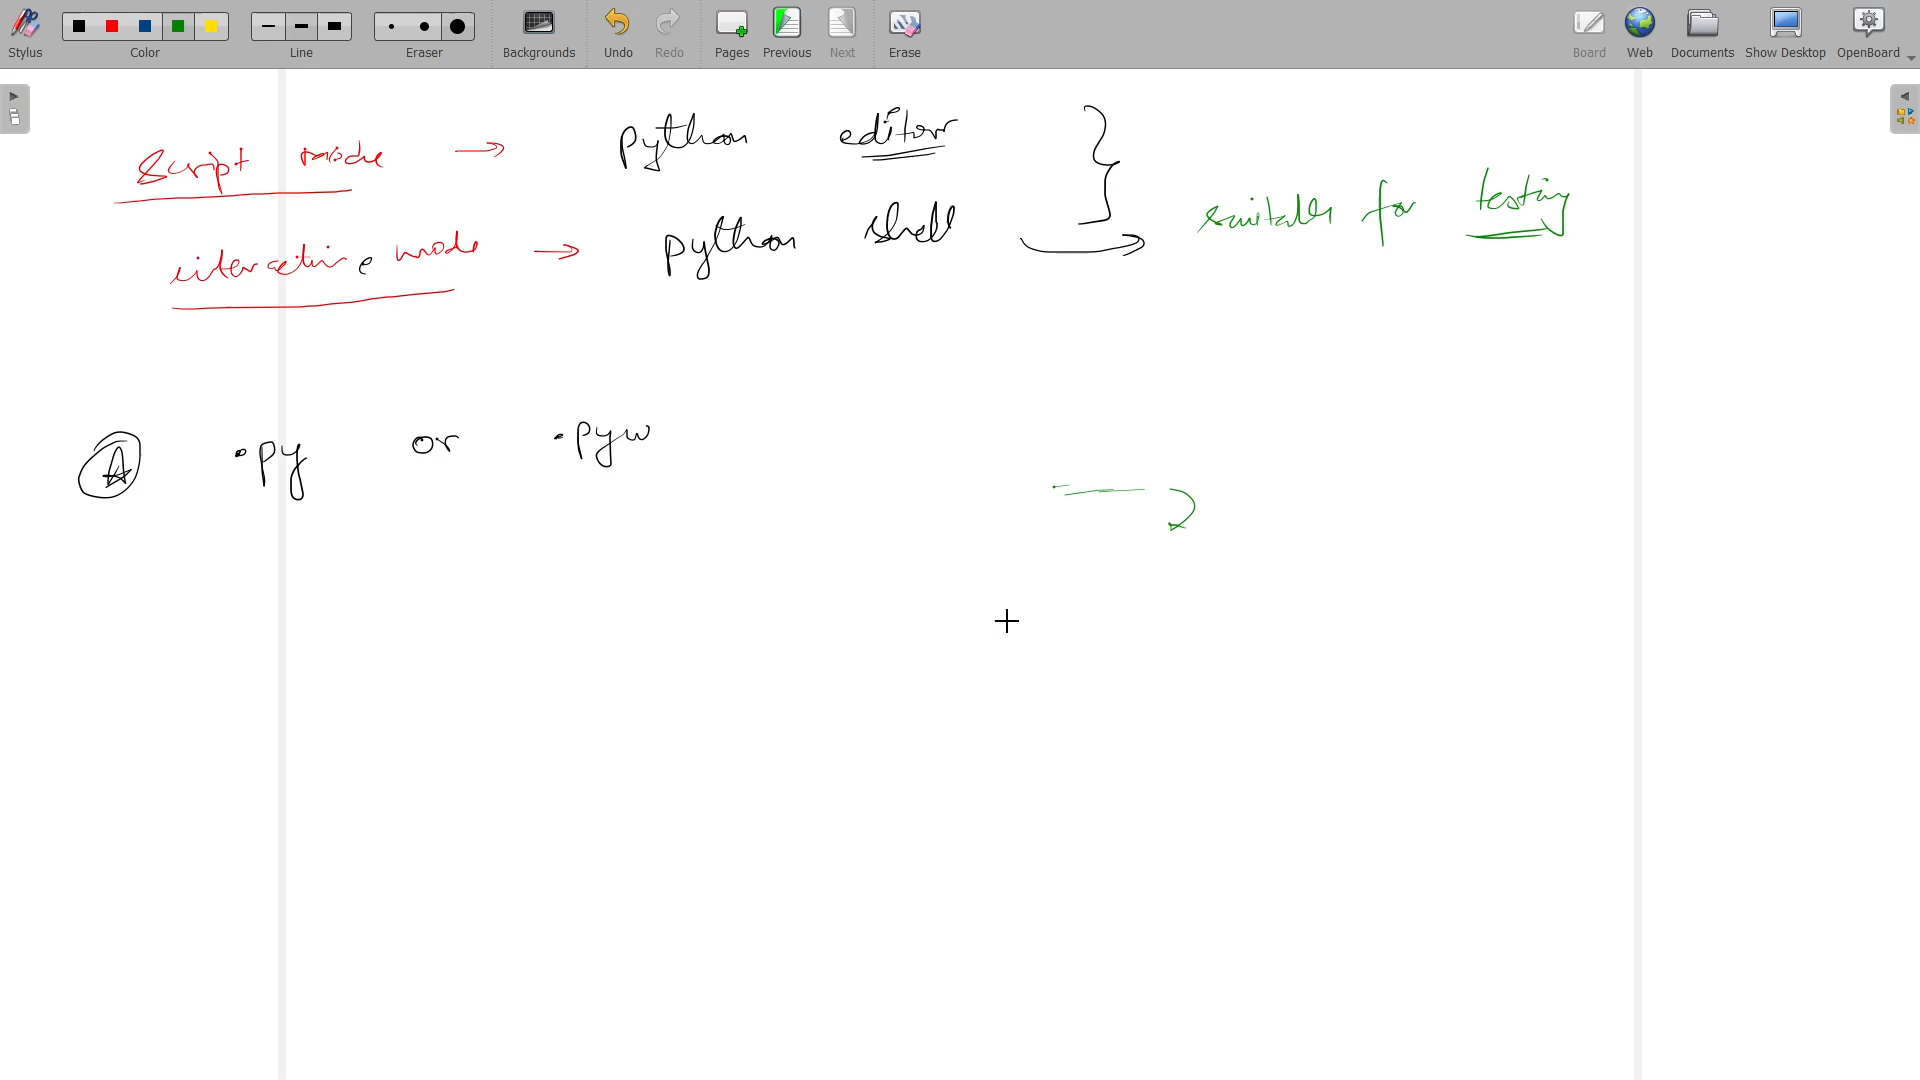 Stylus Color Line Eraser Backgrounds Undo Redo Pages Previous Next Erase Board Web Documents Show Desktop OpenBoard
Script mode → Python editor
interactive mode → python shell → suitable for testing
.py or .pyw